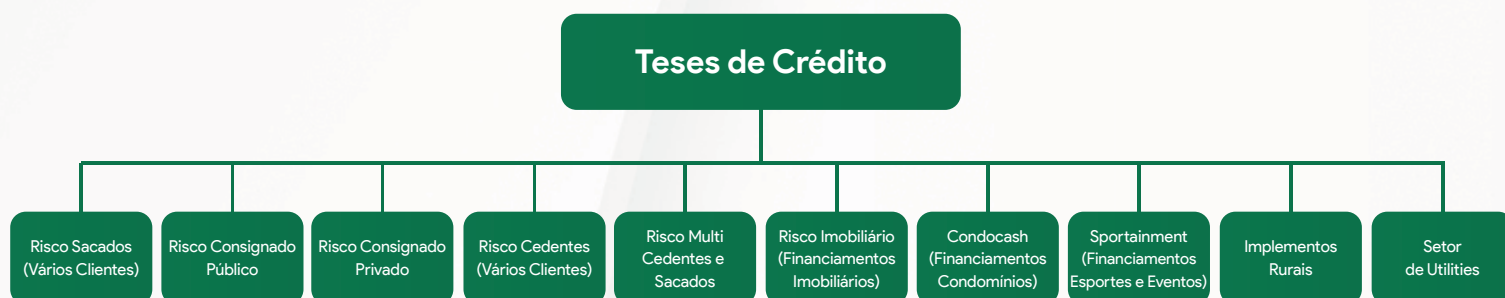 Teses de Crédito
Risco Sacados
(Vários Clientes)
Risco Consignado
Público
Risco Consignado
Privado
Risco Cedentes
(Vários Clientes)
Risco Multi
Cedentes e
Sacados
Risco Imobiliário
(Financiamentos
Imobiliários)
Condocash
(Financiamentos
Condomínios)
Sportainment
(Financiamentos
Esportes e Eventos)
Implementos
Rurais
Setor
de Utilities